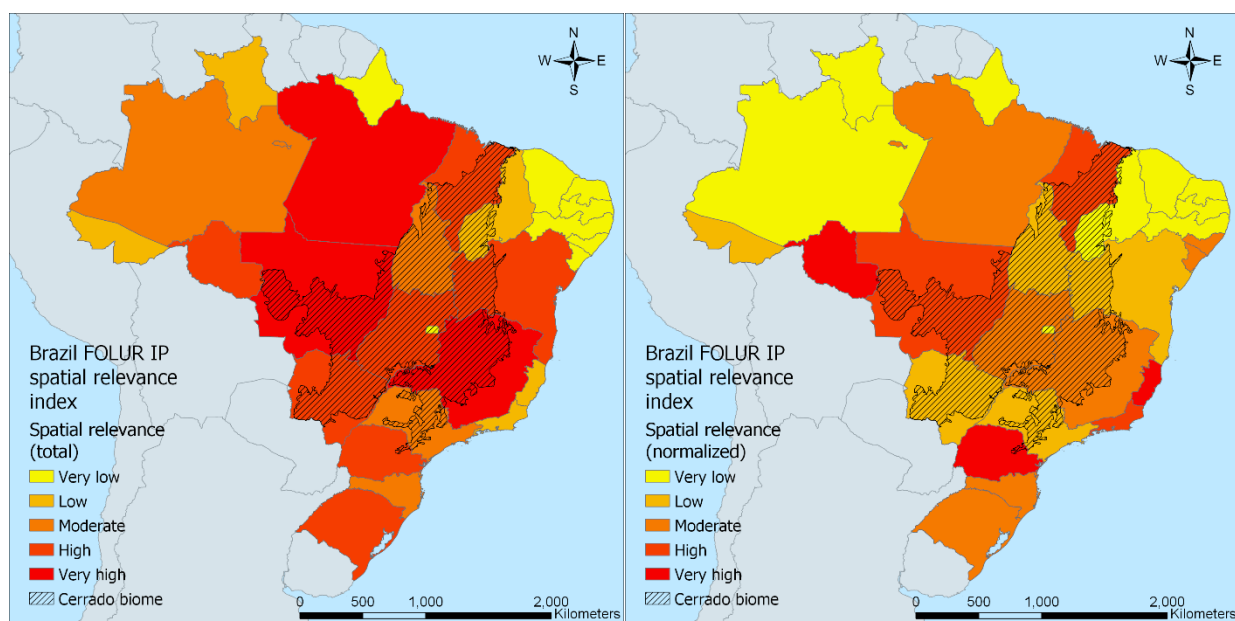 N
W E
S
Brazil FOLUR IP
spatial relevance
index
Spatial relevance
(total)
Very low
Low
Moderate
High
Very high
Cerrado biome
0 500 1,000 2,000
Kilometers
N
W E
S
Brazil FOLUR IP
spatial relevance
index
Spatial relevance
(normalized)
Very low
Low
Moderate
High
Very high
Cerrado biome
0 500 1,000 2,000
Kilometers